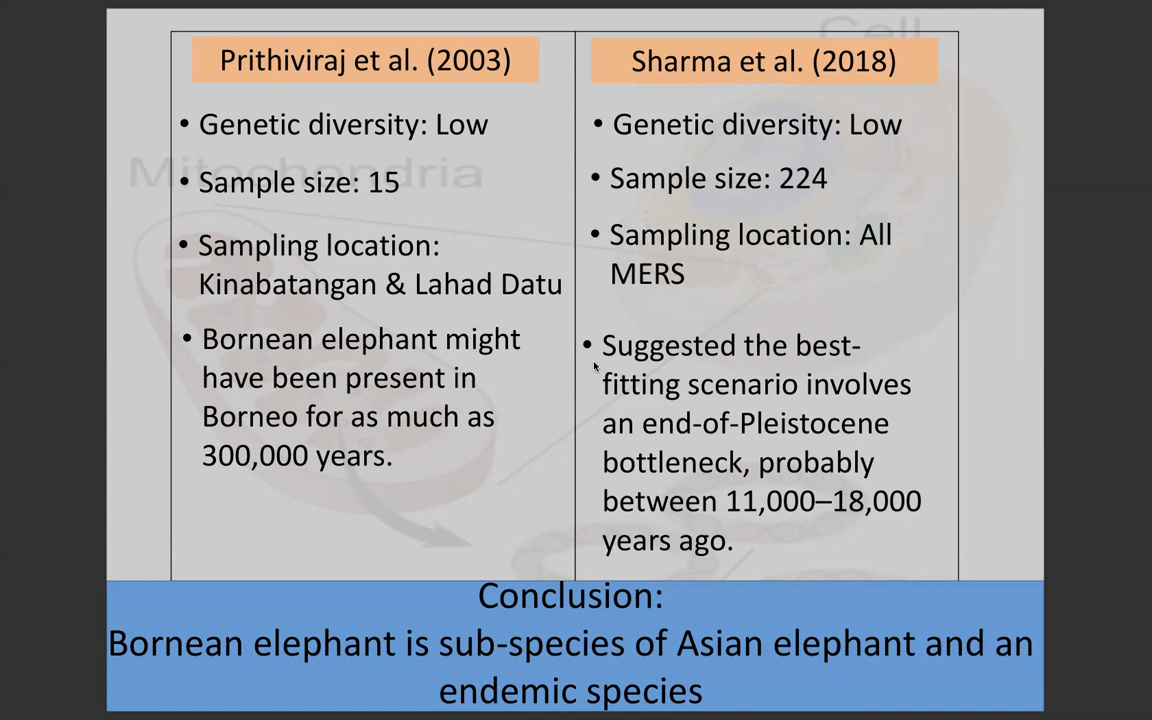 Cell
Mitochondria
Prithiviraj et al. (2003)
• Genetic diversity: Low
• Sample size: 15
• Sampling location:
Kinabatangan & Lahad Datu
• Bornean elephant might
have been present in
Borneo for as much as
300,000 years.
Sharma et al. (2018)
• Genetic diversity: Low
• Sample size: 224
• Sampling location: All
MERS
• Suggested the best-
fitting scenario involves
an end-of-Pleistocene
bottleneck, probably
between 11,000–18,000
years ago.
Conclusion:
Bornean elephant is sub-species of Asian elephant and an
endemic species